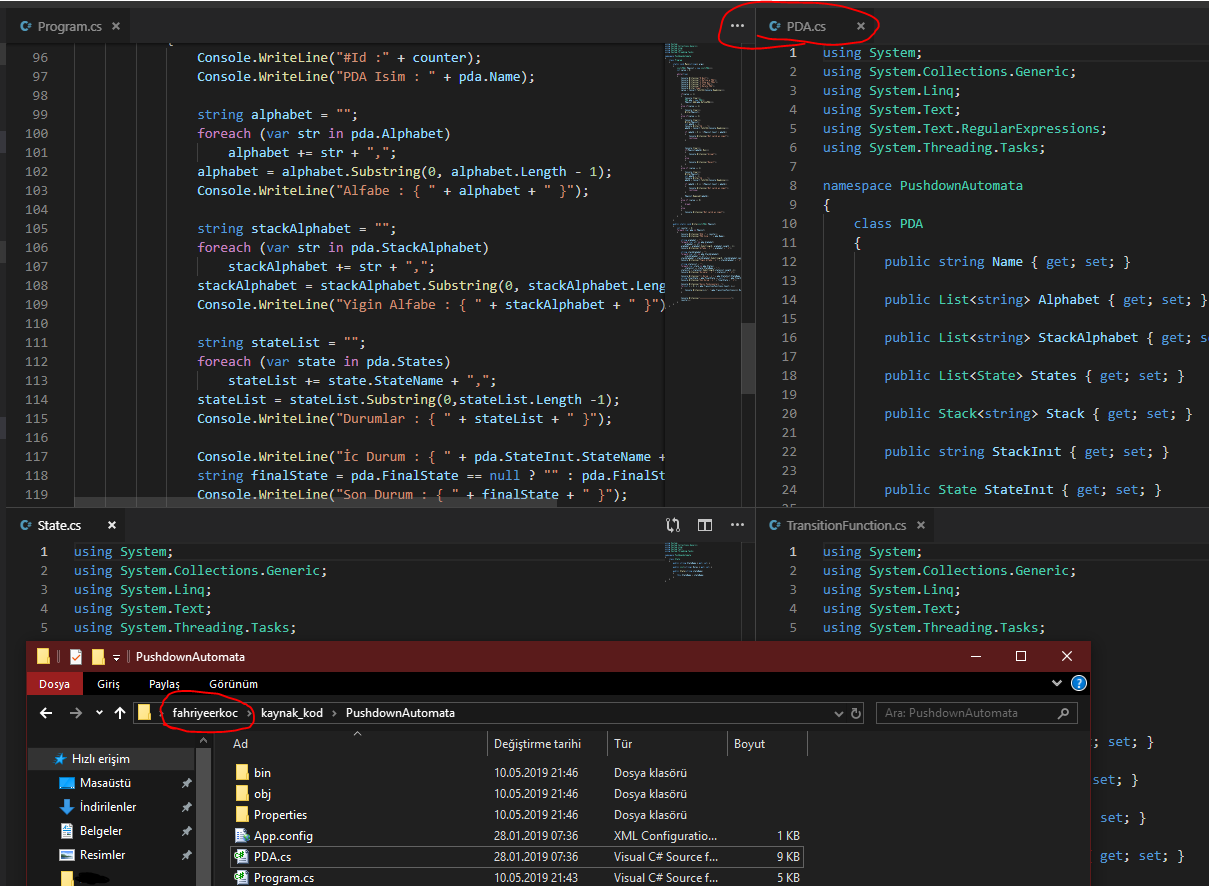 Program.cs
96 Console.WriteLine("#Id :" + counter);
97 Console.WriteLine("PDA Isim : " + pda.Name);
98
99 string alphabet = "";
100 foreach (var str in pda.Alphabet)
101 alphabet += str + ",";
102 alphabet = alphabet.Substring(0, alphabet.Length - 1);
103 Console.WriteLine("Alfabe : { " + alphabet + " }");
104
105 string stackAlphabet = "";
106 foreach (var str in pda.StackAlphabet)
107 stackAlphabet += str + ",";
108 stackAlphabet = stackAlphabet.Substring(0, stackAlphabet.Leng
109 Console.WriteLine("Yigin Alfabe : { " + stackAlphabet + " }")
110
111 string stateList = "";
112 foreach (var state in pda.States)
113 stateList += state.StateName + ",";
114 stateList = stateList.Substring(0,stateList.Length -1);
115 Console.WriteLine("Durumlar : { " + stateList + " }");
116
117 Console.WriteLine("İc Durum : { " + pda.StateInıt.StateName +
118 string finalState = pda.FinalState == null ? "" : pda.FinalSt
119 Console.WriteLine("Son Durum : { " + finalState + " }");
PDA.cs
1 using System;
2 using System.Collections.Generic;
3 using System.Linq;
4 using System.Text;
5 using System.Text.RegularExpressions;
6 using System.Threading.Tasks;
7
8 namespace PushdownAutomata
9 {
10 class PDA
11 {
12 public string Name { get; set; }
13
14 public List<string> Alphabet { get; set; }
15
16 public List<string> StackAlphabet { get; s
17
18 public List<State> States { get; set; }
19
20 public Stack<string> Stack { get; set; }
21
22 public string StackInıt { get; set; }
23
24 public State StateInıt { get; set; }
State.cs
1 using System;
2 using System.Collections.Generic;
3 using System.Linq;
4 using System.Text;
5 using System.Threading.Tasks;
TransitionFunction.cs
1 using System;
2 using System.Collections.Generic;
3 using System.Linq;
4 using System.Text;
5 using System.Threading.Tasks;
; set; }
set; }
set; }
get; set; }
PushdownAutomata
Dosya Giriş Paylaş Görünüm
fahriyeerkoc › kaynak_kod › PushdownAutomata
Ara: PushdownAutomata
Hızlı erişim
Masaüstü
İndirilenler
Belgeler
Resimler
Ad Değiştirme tarihi Tür Boyut
bin 10.05.2019 21:46 Dosya klasörü
obj 10.05.2019 21:46 Dosya klasörü
Properties 10.05.2019 21:46 Dosya klasörü
App.config 28.01.2019 07:36 XML Configuratio... 1 KB
PDA.cs 28.01.2019 07:36 Visual C# Source f... 9 KB
Program.cs 10.05.2019 21:43 Visual C# Source f... 5 KB